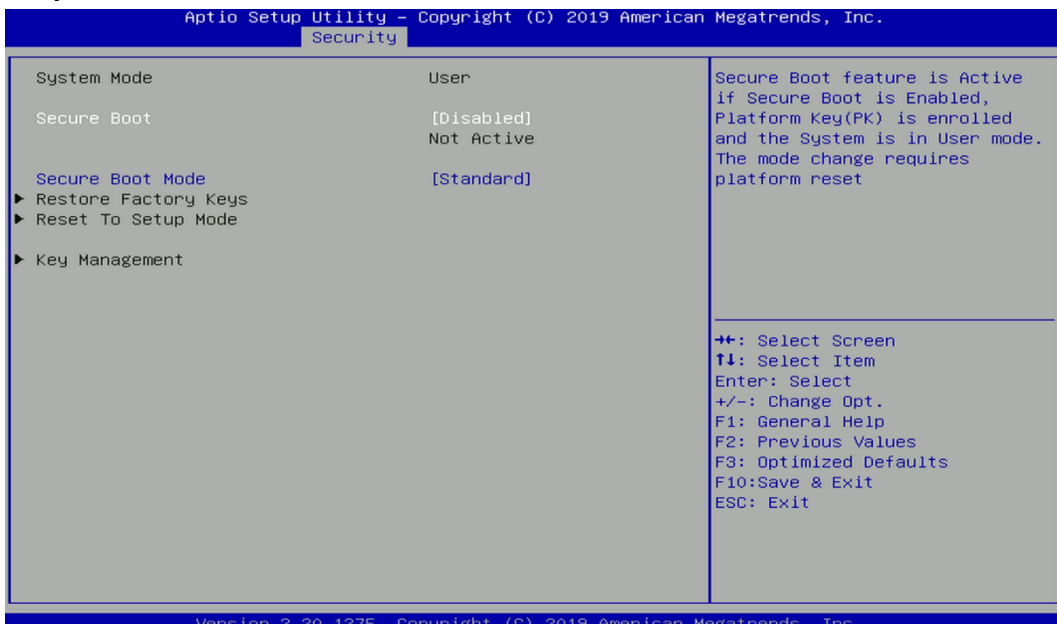 Aptio Setup Utility – Copyright (C) 2019 American Megatrends, Inc.
Security
System Mode User
Secure Boot [Disabled]
Not Active
Secure Boot Mode [Standard]
▶ Restore Factory Keys
▶ Reset To Setup Mode
▶ Key Management
Secure Boot feature is Active
if Secure Boot is Enabled,
Platform Key(PK) is enrolled
and the System is in User mode.
The mode change requires
platform reset
→←: Select Screen
↑↓: Select Item
Enter: Select
+/-: Change Opt.
F1: General Help
F2: Previous Values
F3: Optimized Defaults
F10:Save & Exit
ESC: Exit
Version 2.20.1275. Copyright (C) 2019 American Megatrends, Inc.